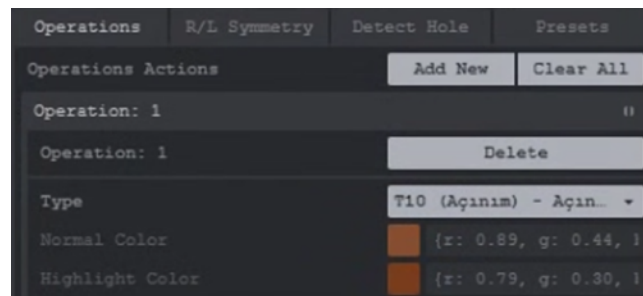 Operations R/L Symmetry Detect Hole Presets
Operations Actions Add New Clear All
Operation: 1
Operation: 1 Delete
Type T10 (Açınım) - Açın…
Normal Color {r: 0.89, g: 0.44,
Highlight Color {r: 0.79, g: 0.30,